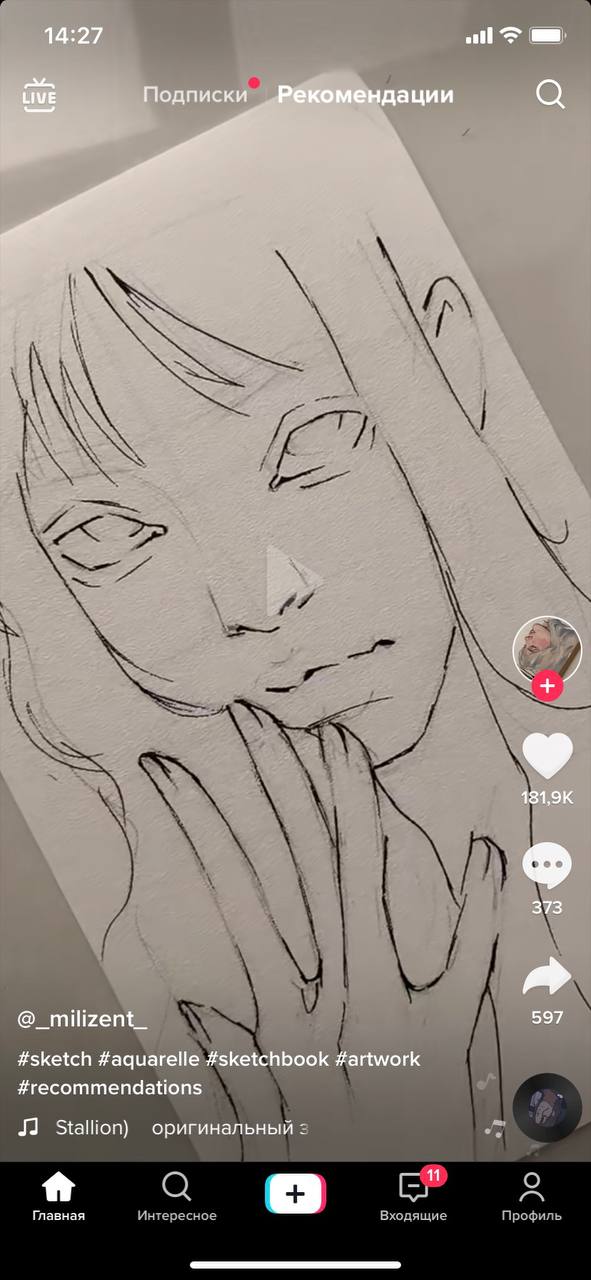 14:27
LIVE
Подписки Рекомендации
181,9K
373
597
@_milizent_
#sketch #aquarelle #sketchbook #artwork
#recommendations
Stallion) оригинальный з
11
Главная Интересное Входящие Профиль